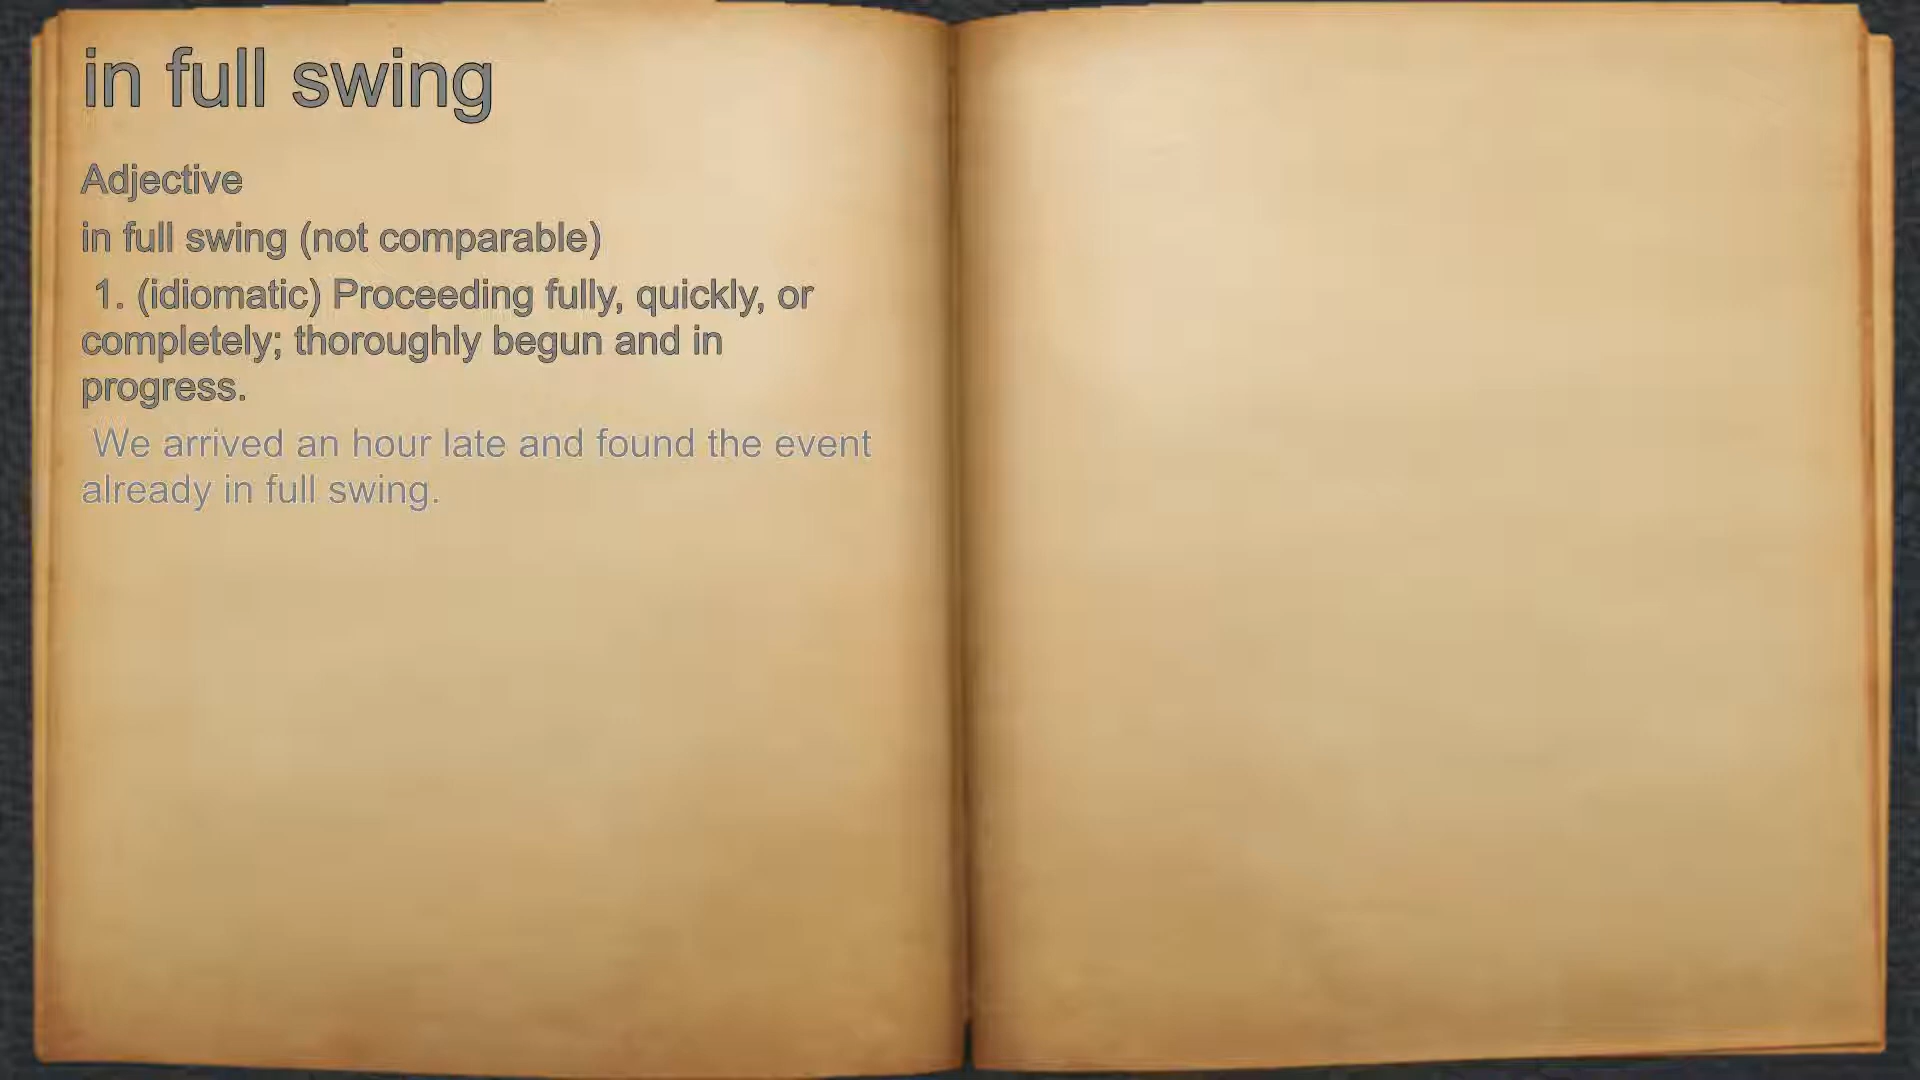 in full swing
Adjective
in full swing (not comparable)
1. (idiomatic) Proceeding fully, quickly, or
completely; thoroughly begun and in
progress.
We arrived an hour late and found the event
already in full swing.